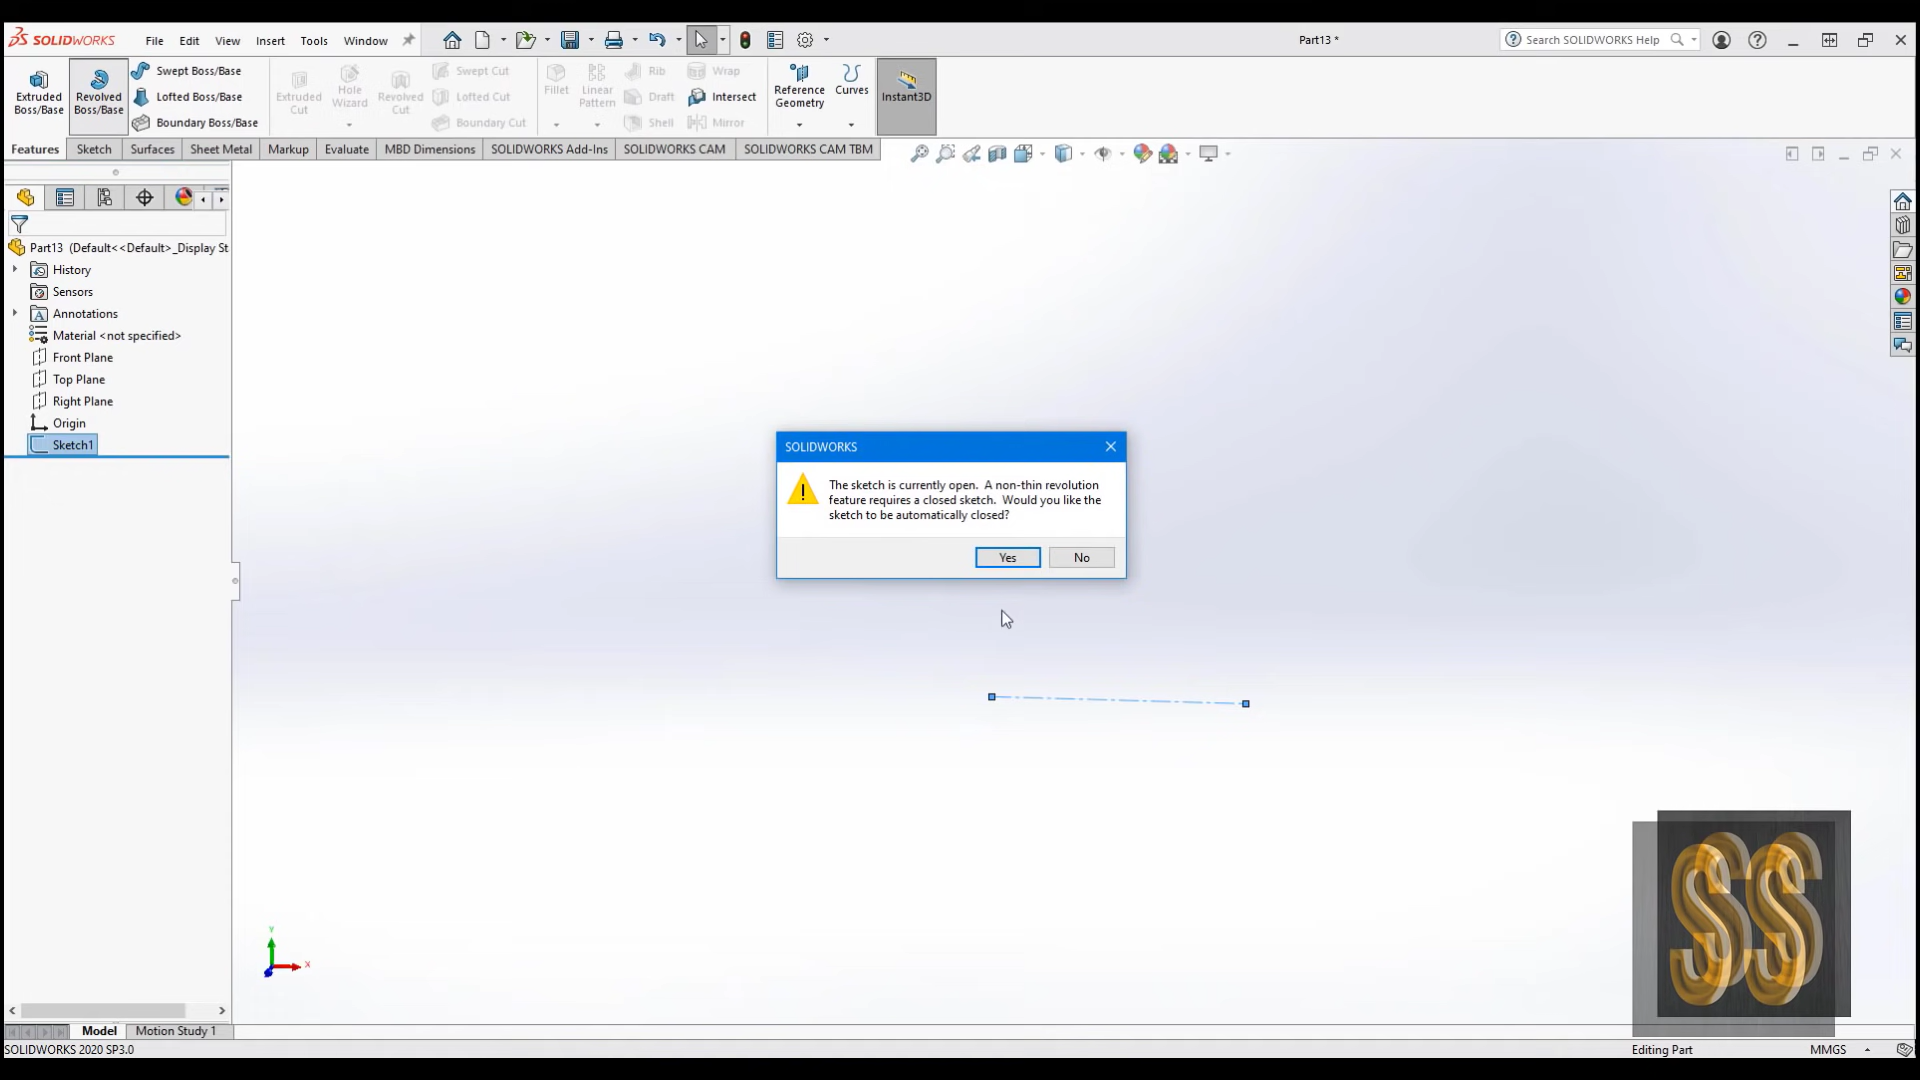 SOLIDWORKS
File Edit View Insert Tools Window
Part13 *
Search SOLIDWORKS Help
Extruded Boss/Base
Revolved Boss/Base
Swept Boss/Base
Lofted Boss/Base
Boundary Boss/Base
Extruded Cut
Hole Wizard
Revolved Cut
Swept Cut
Lofted Cut
Boundary Cut
Fillet
Linear Pattern
Rib
Draft
Shell
Wrap
Intersect
Mirror
Reference Geometry
Curves
Instant3D
Features Sketch Surfaces Sheet Metal Markup Evaluate MBD Dimensions SOLIDWORKS Add-Ins SOLIDWORKS CAM SOLIDWORKS CAM TBM
Part13 (Default<<Default>_Display St
History
Sensors
Annotations
Material <not specified>
Front Plane
Top Plane
Right Plane
Origin
Sketch1
SOLIDWORKS
The sketch is currently open. A non-thin revolution
feature requires a closed sketch. Would you like the
sketch to be automatically closed?
Yes No
Y
X
SS
Model Motion Study 1
SOLIDWORKS 2020 SP3.0
Editing Part
MMGS